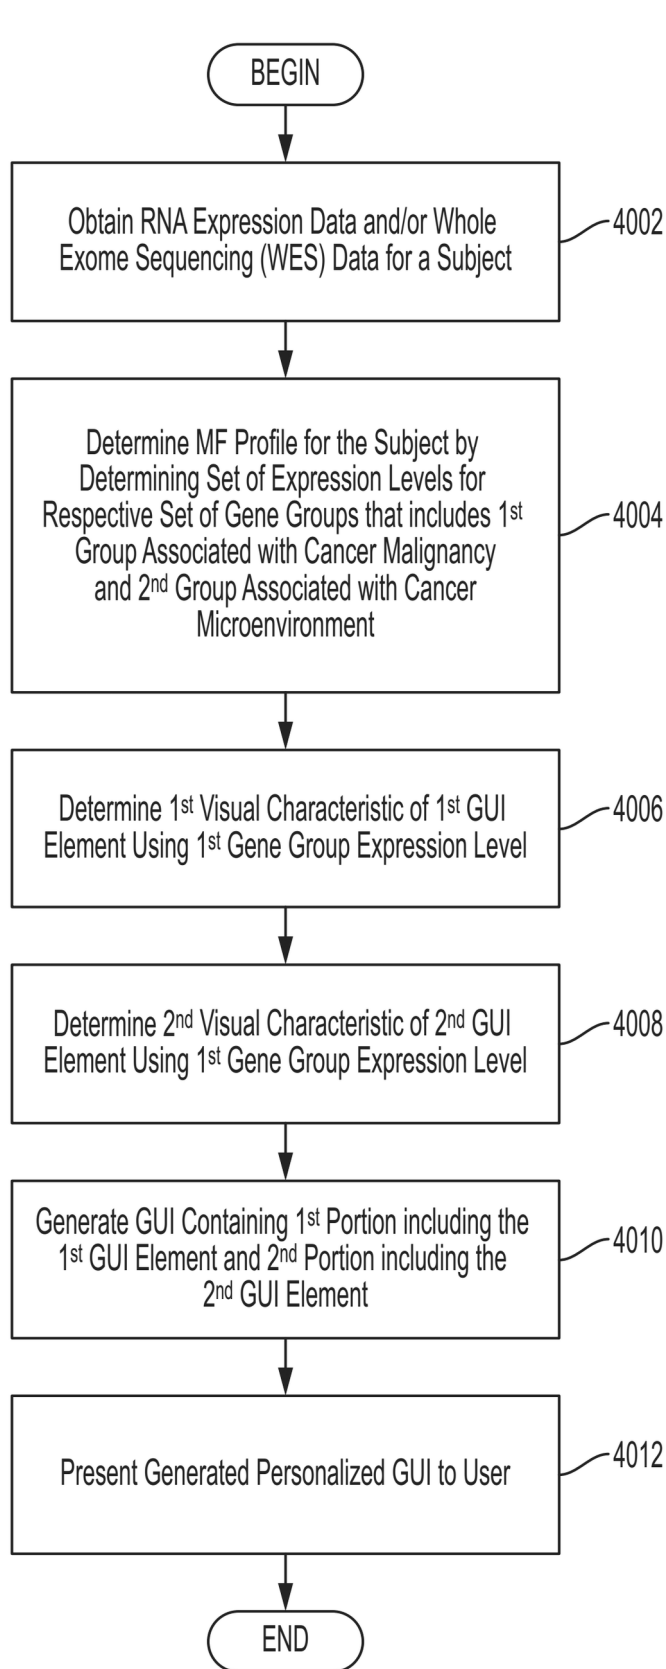 BEGIN
Obtain RNA Expression Data and/or Whole
Exome Sequencing (WES) Data for a Subject
4002
Determine MF Profile for the Subject by
Determining Set of Expression Levels for
Respective Set of Gene Groups that includes 1st
Group Associated with Cancer Malignancy
and 2nd Group Associated with Cancer
Microenvironment
4004
Determine 1st Visual Characteristic of 1st GUI
Element Using 1st Gene Group Expression Level
4006
Determine 2nd Visual Characteristic of 2nd GUI
Element Using 1st Gene Group Expression Level
4008
Generate GUI Containing 1st Portion including the
1st GUI Element and 2nd Portion including the
2nd GUI Element
4010
Present Generated Personalized GUI to User
4012
END